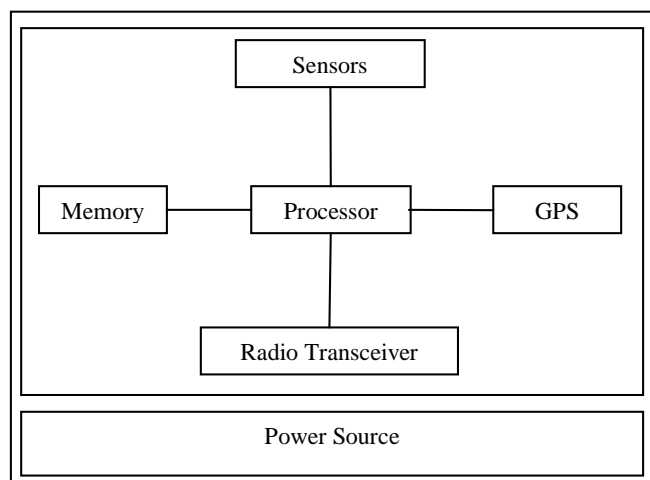 Sensors
Memory
Processor
GPS
Radio Transceiver
Power Source